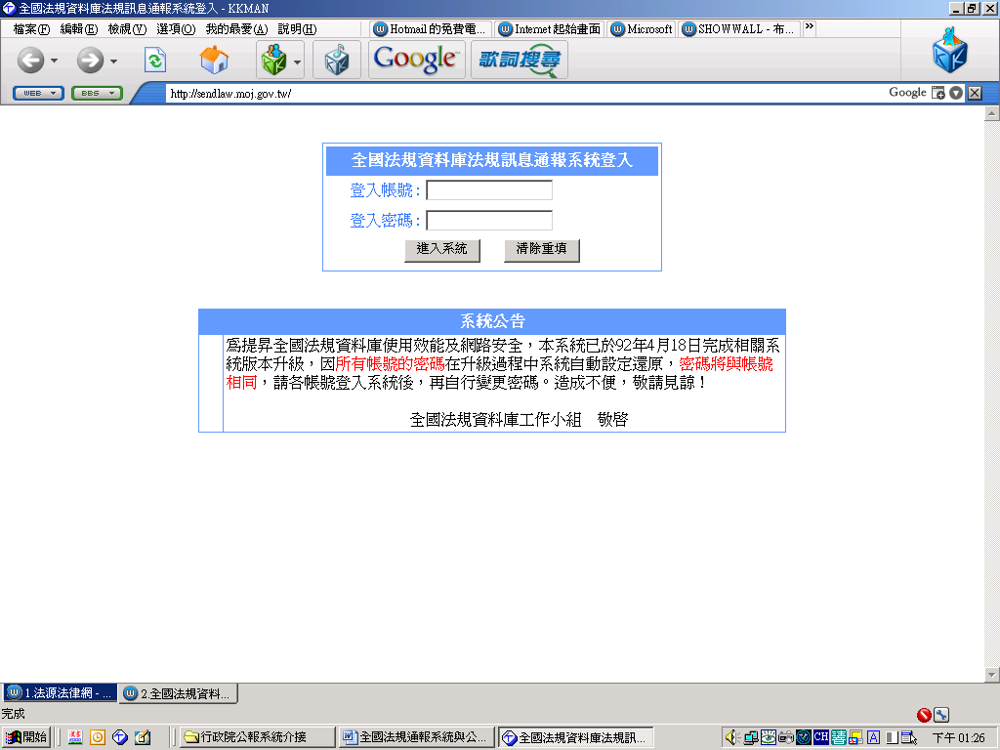 全國法規資料庫法規訊息通報系統登入 - KKMAN
檔案(F) 編輯(E) 檢視(V) 選項(O) 我的最愛(A) 說明(H)
Hotmail 的免費電... Internet 起始畫面 Microsoft SHOWWALL - 布... »
Google 歌詞搜尋
WEB BBS http://sendlaw.moj.gov.tw/ Google
全國法規資料庫法規訊息通報系統登入
登入帳號：
登入密碼：
進入系統 清除重填
系統公告
為提昇全國法規資料庫使用效能及網路安全，本系統已於92年4月18日完成相關系
統版本升級，因所有帳號的密碼在升級過程中系統自動設定還原，密碼將與帳號
相同，請各帳號登入系統後，再自行變更密碼。造成不便，敬請見諒！
全國法規資料庫工作小組　敬啓
1.法源法律網 - ... 2.全國法規資料...
完成
開始 行政院公報系統介接 全國法規通報系統與公... 全國法規資料庫法規訊... CH A 下午 01:26